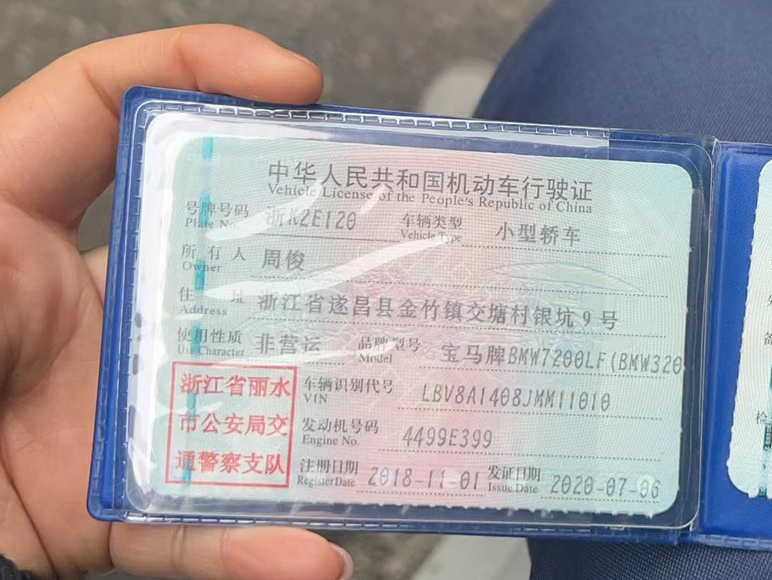 中华人民共和国机动车行驶证
Vehicle License of the People's Republic of China
号牌号码 浙K2E120 车辆类型 小型轿车
Plate No. Vehicle Type
所有人 周俊
Owner
住址 浙江省遂昌县金竹镇交塘村银坑9号
Address
使用性质 非营运 品牌型号 宝马牌BMW7200LF(BMW320
Use Character Model
浙江省丽水
市公安局交
通警察支队
车辆识别代号 LBV8A1408JMM11010
VIN
发动机号码 4499E399
Engine No.
注册日期 2018-11-01 发证日期 2020-07-06
Register Date Issue Date